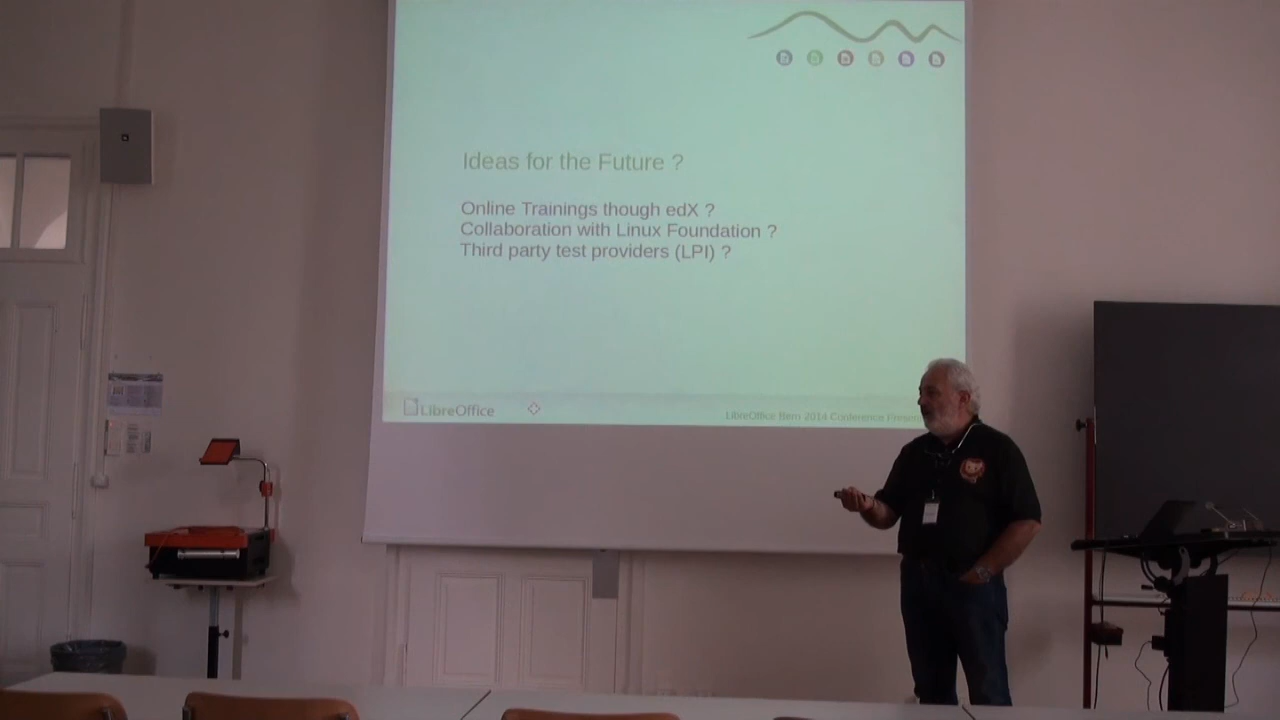 Ideas for the Future ?
Online Trainings though edX ?
Collaboration with Linux Foundation ?
Third party test providers (LPI) ?
LibreOffice
LibreOffice Bern 2014 Conference